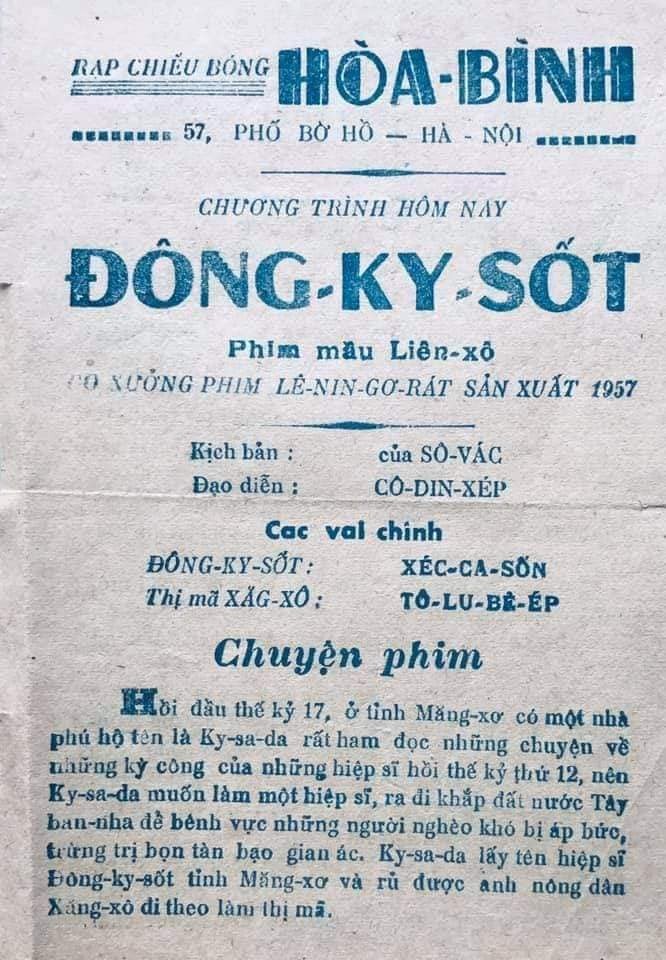 RẠP CHIẾU BÓNG HÒA-BÌNH
57, PHỐ BỜ HỒ — HÀ - NỘI
CHƯƠNG TRÌNH HÔM NAY
ĐÔNG-KY-SỐT
Phim mầu Liên-xô
DO XƯỞNG PHIM LÊ-NIN-GƠ-RÁT SẢN XUẤT 1957
Kịch bản : của SÔ-VÁC
Đạo diễn : CÔ-DIN-XÉP
Cac vai chinh
ĐÔNG-KY-SỐT : XÉC-CA-SỐN
Thị mã XĂG-XÔ : TÔ-LU-BÊ-ÉP
Chuyện phim
Hồi đầu thế kỷ 17, ở tỉnh Măng-xơ có một nhà
phú hộ tên là Ky-sa-da rất ham đọc những chuyện về
những kỳ công của những hiệp sĩ hồi thế kỷ thứ 12, nên
Ky-sa-da muốn làm một hiệp sĩ, ra đi khắp đất nước Tây
ban-nha để bênh vực những người nghèo khó bị áp bức,
trừng trị bọn tàn bạo gian ác. Ky-sa-da lấy tên hiệp sĩ
Đông-ky-sốt tỉnh Măng-xơ và rủ được anh nông dân
Xăng-xô đi theo làm thị mã.